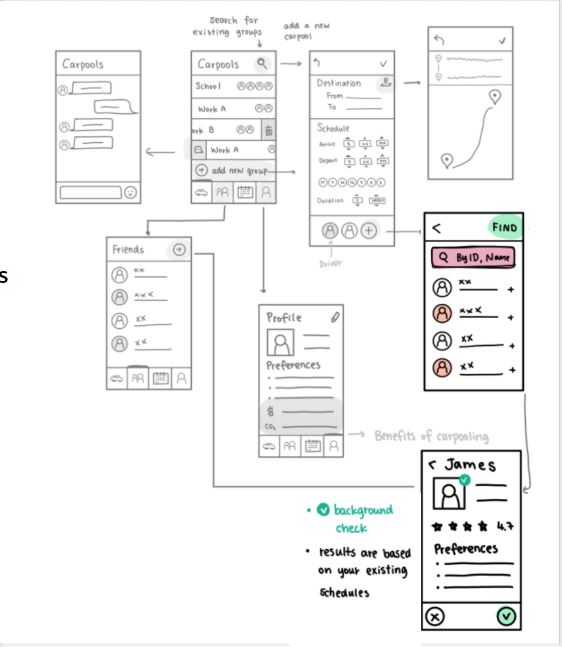 search for
existing groups
add a new
carpool
Carpools
Carpools
School
Work A
ork B
Work A
add new group
Destination
From
To
Schedule
Arrive
Depart
M T W T F S S
Duration
Driver
s
Friends
xx
xxx
xx
xx
Profile
Preferences
$
CO₂
Benefits of carpooling
< FIND
By ID, Name
xx
+
xxx
+
xx
+
xx
+
< James
4.7
Preferences
• background
check
• results are based
on your existing
schedules